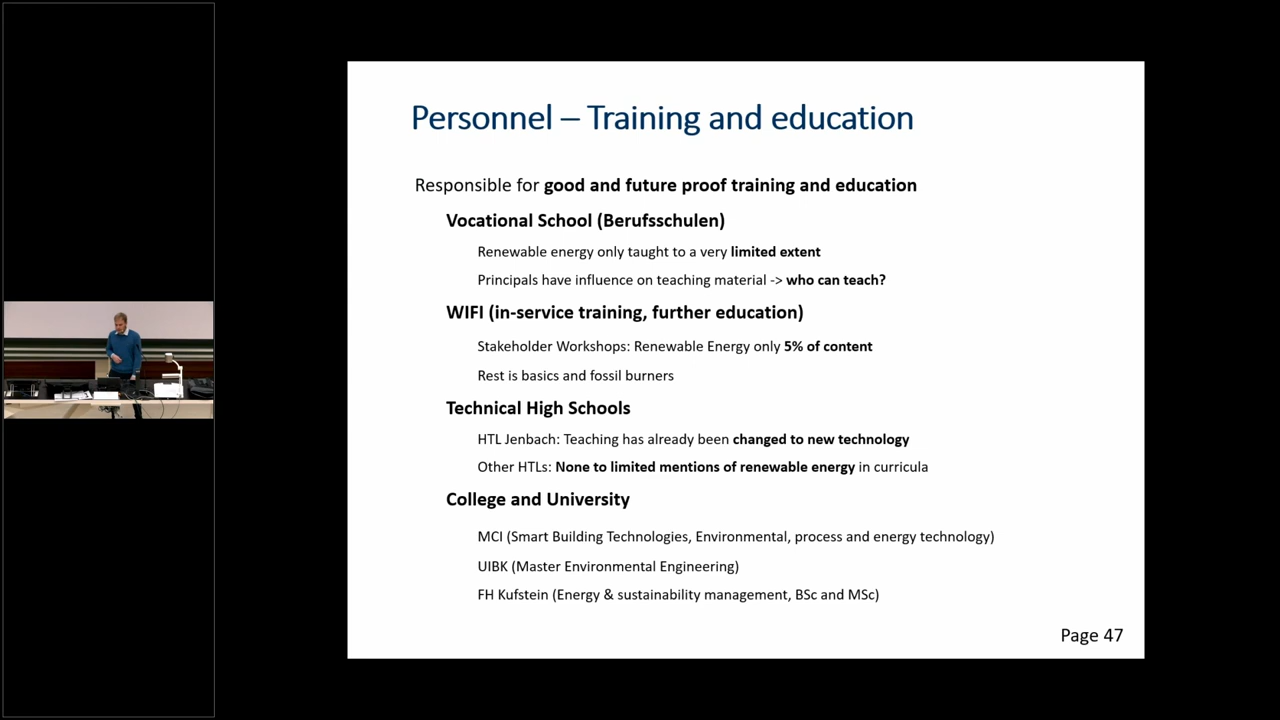 Personnel – Training and education
Responsible for good and future proof training and education
Vocational School (Berufsschulen)
Renewable energy only taught to a very limited extent
Principals have influence on teaching material -> who can teach?
WIFI (in-service training, further education)
Stakeholder Workshops: Renewable Energy only 5% of content
Rest is basics and fossil burners
Technical High Schools
HTL Jenbach: Teaching has already been changed to new technology
Other HTLs: None to limited mentions of renewable energy in curricula
College and University
MCI (Smart Building Technologies, Environmental, process and energy technology)
UIBK (Master Environmental Engineering)
FH Kufstein (Energy & sustainability management, BSc and MSc)
Page 47